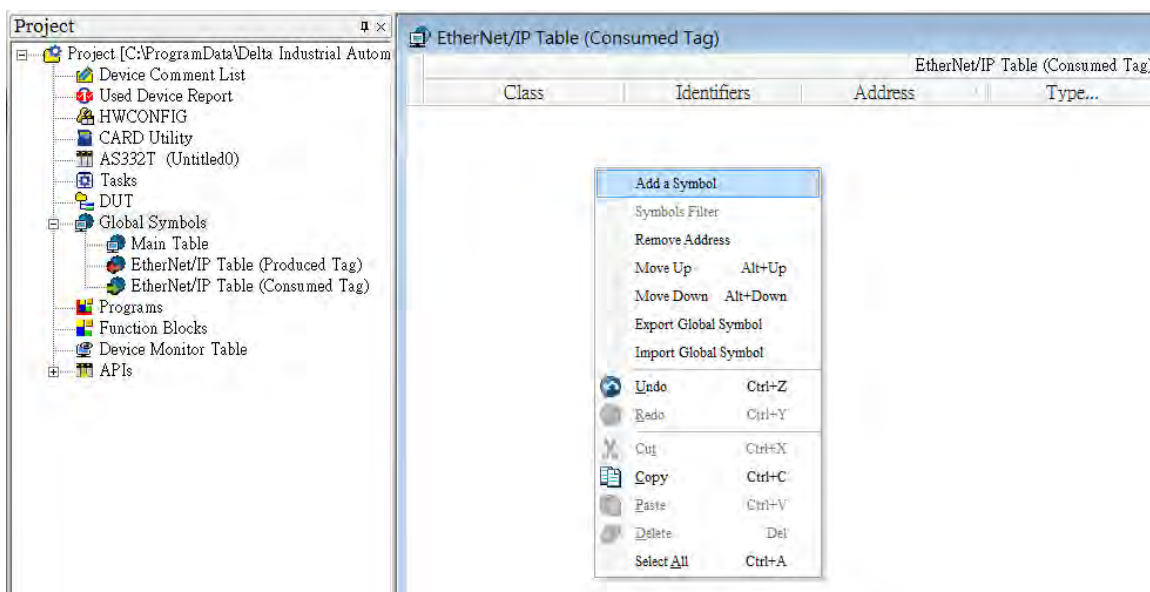 Project
Project [C:\ProgramData\Delta Industrial Autom
Device Comment List
Used Device Report
HWCONFIG
CARD Utility
AS332T (Untitled0)
Tasks
DUT
Global Symbols
Main Table
EtherNet/IP Table (Produced Tag)
EtherNet/IP Table (Consumed Tag)
Programs
Function Blocks
Device Monitor Table
APIs
EtherNet/IP Table (Consumed Tag)
EtherNet/IP Table (Consumed Tag)
Class Identifiers Address Type...
Add a Symbol
Symbols Filter
Remove Address
Move Up Alt+Up
Move Down Alt+Down
Export Global Symbol
Import Global Symbol
Undo Ctrl+Z
Redo Ctrl+Y
Cut Ctrl+X
Copy Ctrl+C
Paste Ctrl+V
Delete Del
Select All Ctrl+A